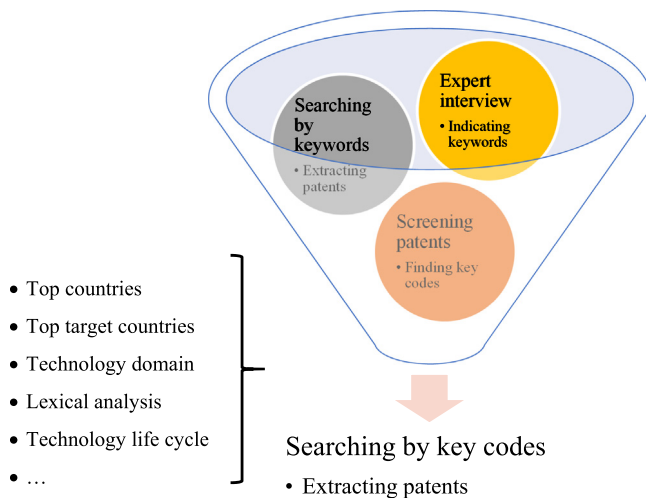 Searching
by
keywords
• Extracting
patents
Expert
interview
• Indicating
keywords
Screening
patents
• Finding key
codes
• Top countries
• Top target countries
• Technology domain
• Lexical analysis
• Technology life cycle
• …
Searching by key codes
• Extracting patents